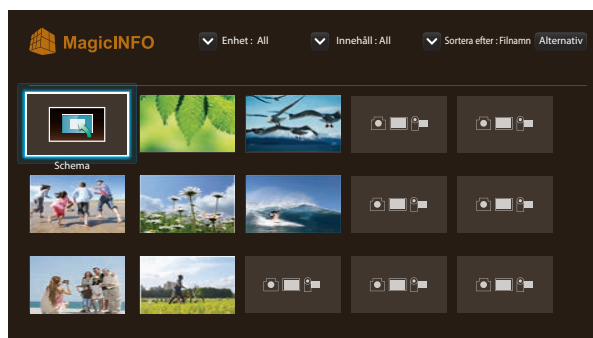 MagicINFO
Enhet : All
Innehåll : All
Sortera efter : Filnamn
Alternativ
Schema